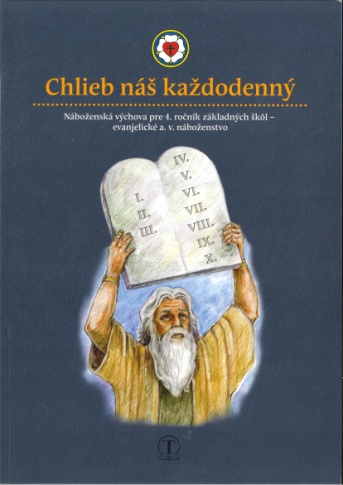 Chlieb náš každodenný
Náboženská výchova pre 4. ročník základných škôl –
evanjelické a. v. náboženstvo
I.
II.
III.
IV.
V.
VI.
VII.
VIII.
IX.
X.
T